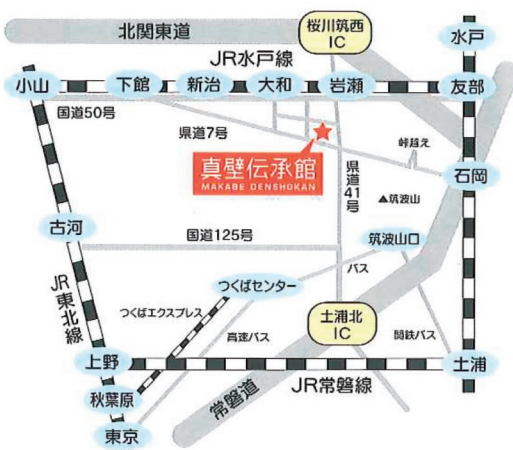 北関東道
桜川筑西
IC
水戸
JR水戸線
小山
下館
新治
大和
岩瀬
友部
国道50号
県道7号
峠越え
真壁伝承館
MAKABE DENSHOKAN
県道41号
石岡
▲筑波山
古河
国道125号
筑波山口
バス
JR東北線
つくばセンター
つくばエクスプレス
高速バス
土浦北
IC
関鉄バス
上野
JR常磐線
土浦
秋葉原
常磐道
東京